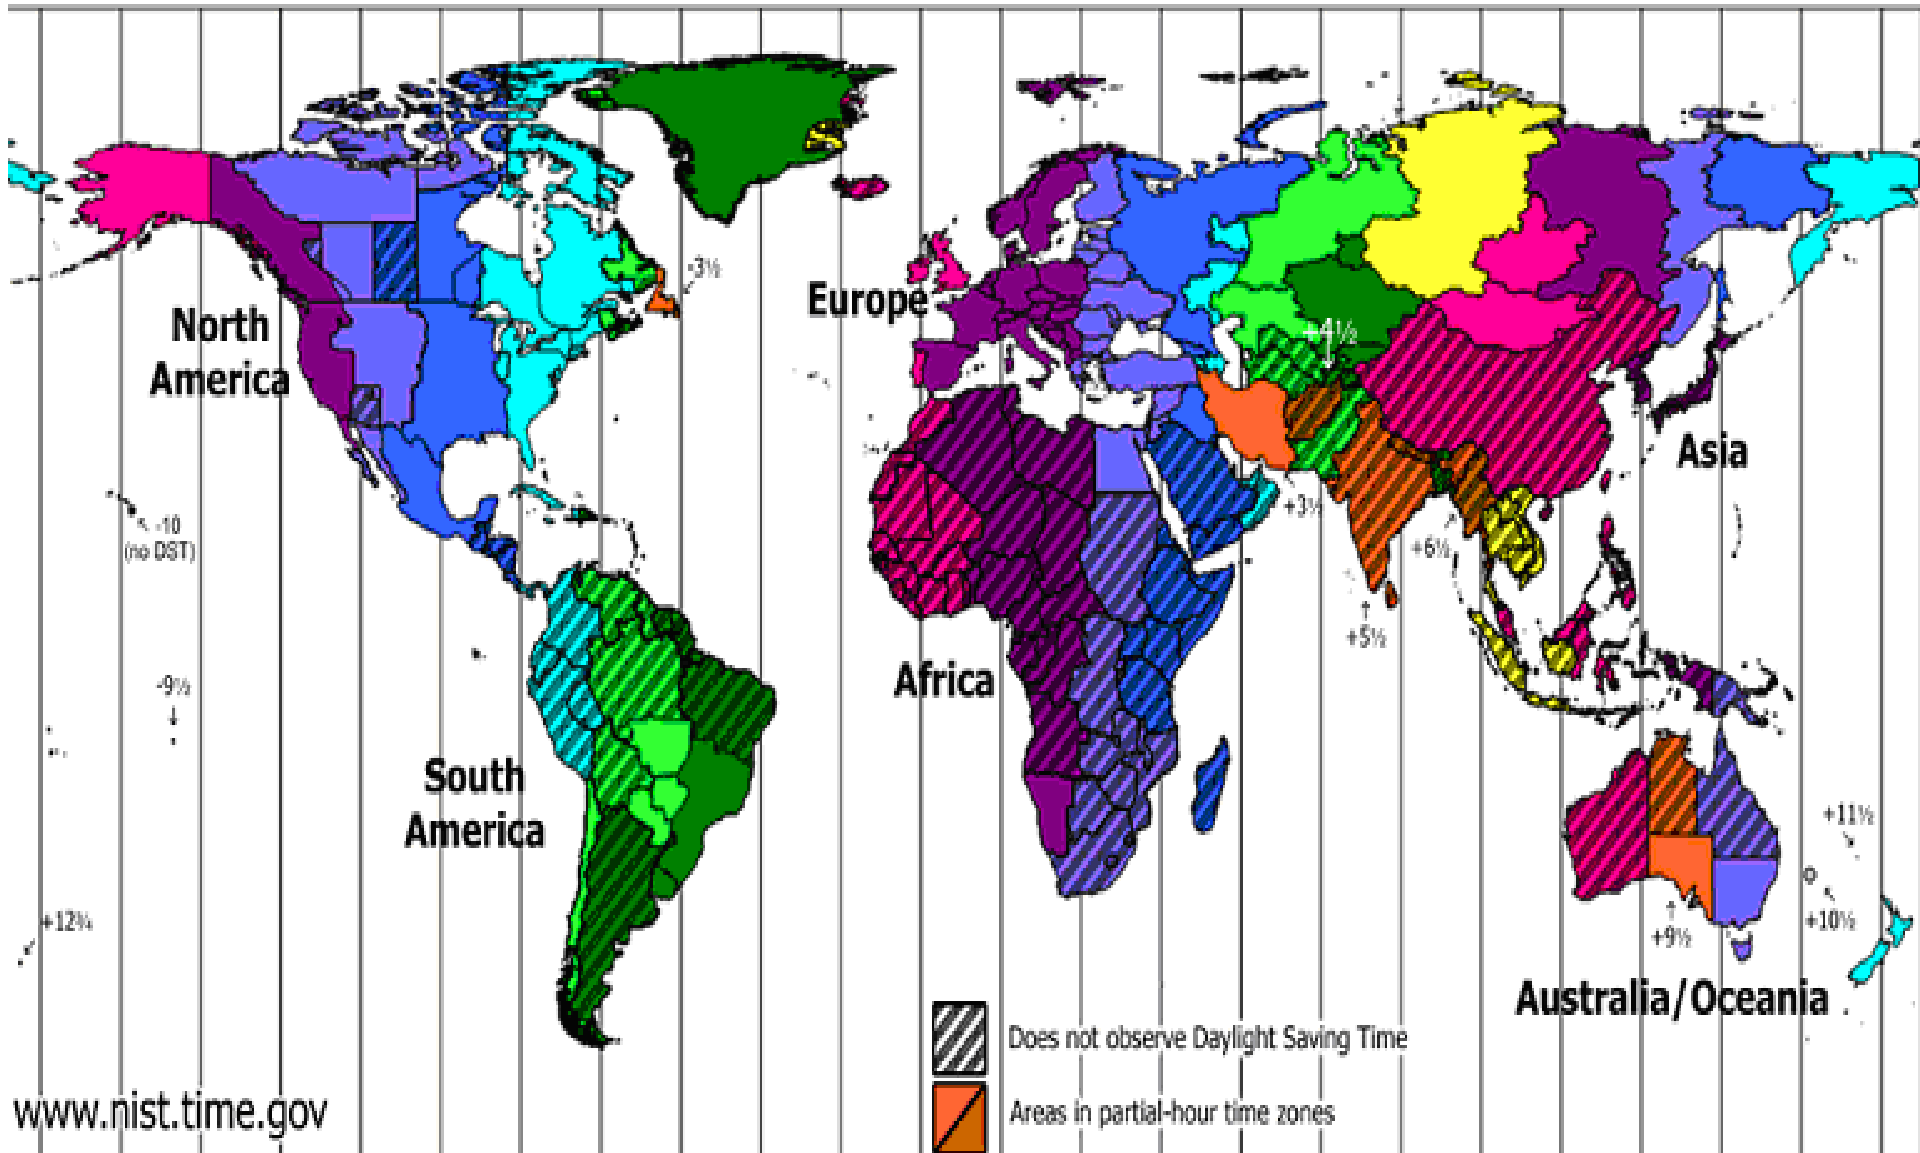 -3½
Europe
North
America
+4½
Asia
-10
(no DST)
+3½
+6½
+5½
Africa
-9½
South
America
+11½
+12¾
+10½
+9½
Australia/Oceania
Does not observe Daylight Saving Time
www.nist.time.gov
Areas in partial-hour time zones